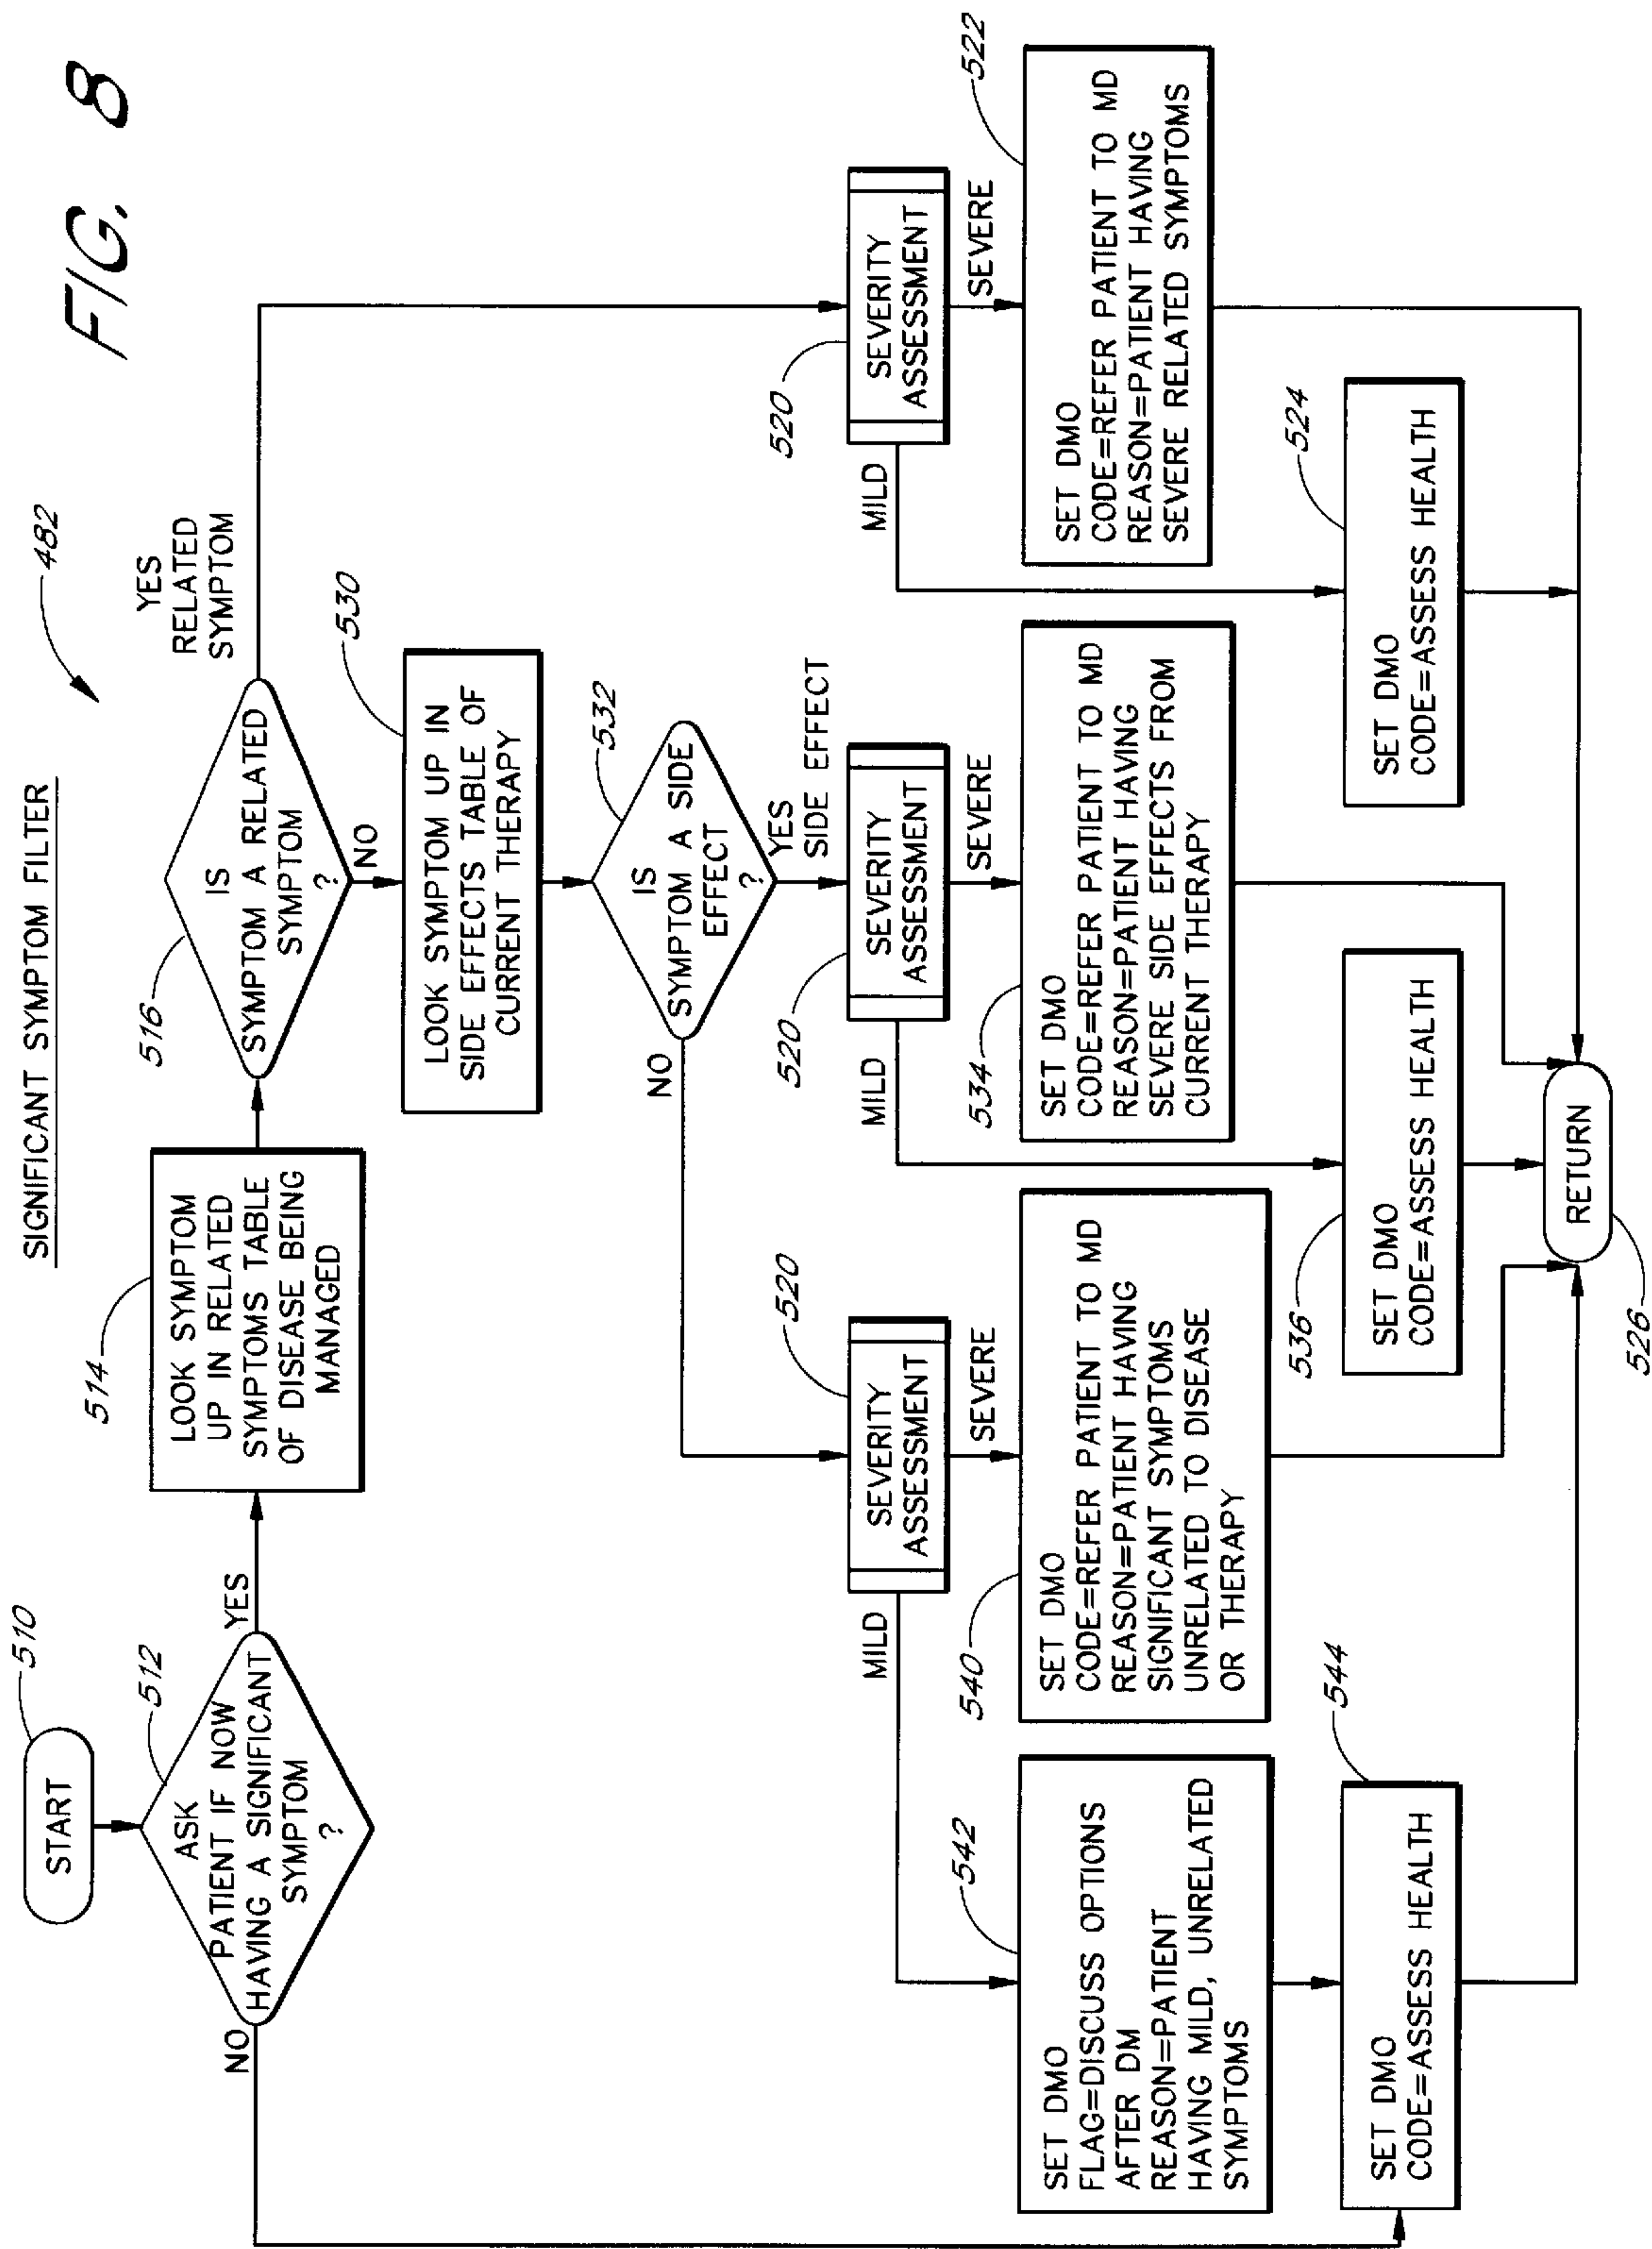 SIGNIFICANT SYMPTOM FILTER
FIG. 8
482
START
510
ASK
PATIENT IF NOW
HAVING A SIGNIFICANT
SYMPTOM
?
512
NO
YES
LOOK SYMPTOM
UP IN RELATED
SYMPTOMS TABLE
OF DISEASE BEING
MANAGED
514
IS
SYMPTOM A RELATED
SYMPTOM
?
516
YES
RELATED
SYMPTOM
NO
LOOK SYMPTOM UP IN
SIDE EFFECTS TABLE OF
CURRENT THERAPY
530
IS
SYMPTOM A SIDE
EFFECT
?
532
NO
YES
SIDE EFFECT
SEVERITY
ASSESSMENT
520
MILD
SEVERE
SEVERITY
ASSESSMENT
520
MILD
SEVERE
SEVERITY
ASSESSMENT
520
MILD
SEVERE
SET DMO
FLAG=DISCUSS OPTIONS
AFTER DM
REASON=PATIENT
HAVING MILD, UNRELATED
SYMPTOMS
542
SET DMO
CODE=REFER PATIENT TO MD
REASON=PATIENT HAVING
SIGNIFICANT SYMPTOMS
UNRELATED TO DISEASE
OR THERAPY
540
SET DMO
CODE=REFER PATIENT TO MD
REASON=PATIENT HAVING
SEVERE SIDE EFFECTS FROM
CURRENT THERAPY
534
SET DMO
CODE=REFER PATIENT TO MD
REASON=PATIENT HAVING
SEVERE RELATED SYMPTOMS
522
SET DMO
CODE=ASSESS HEALTH
544
SET DMO
CODE=ASSESS HEALTH
536
SET DMO
CODE=ASSESS HEALTH
524
RETURN
526